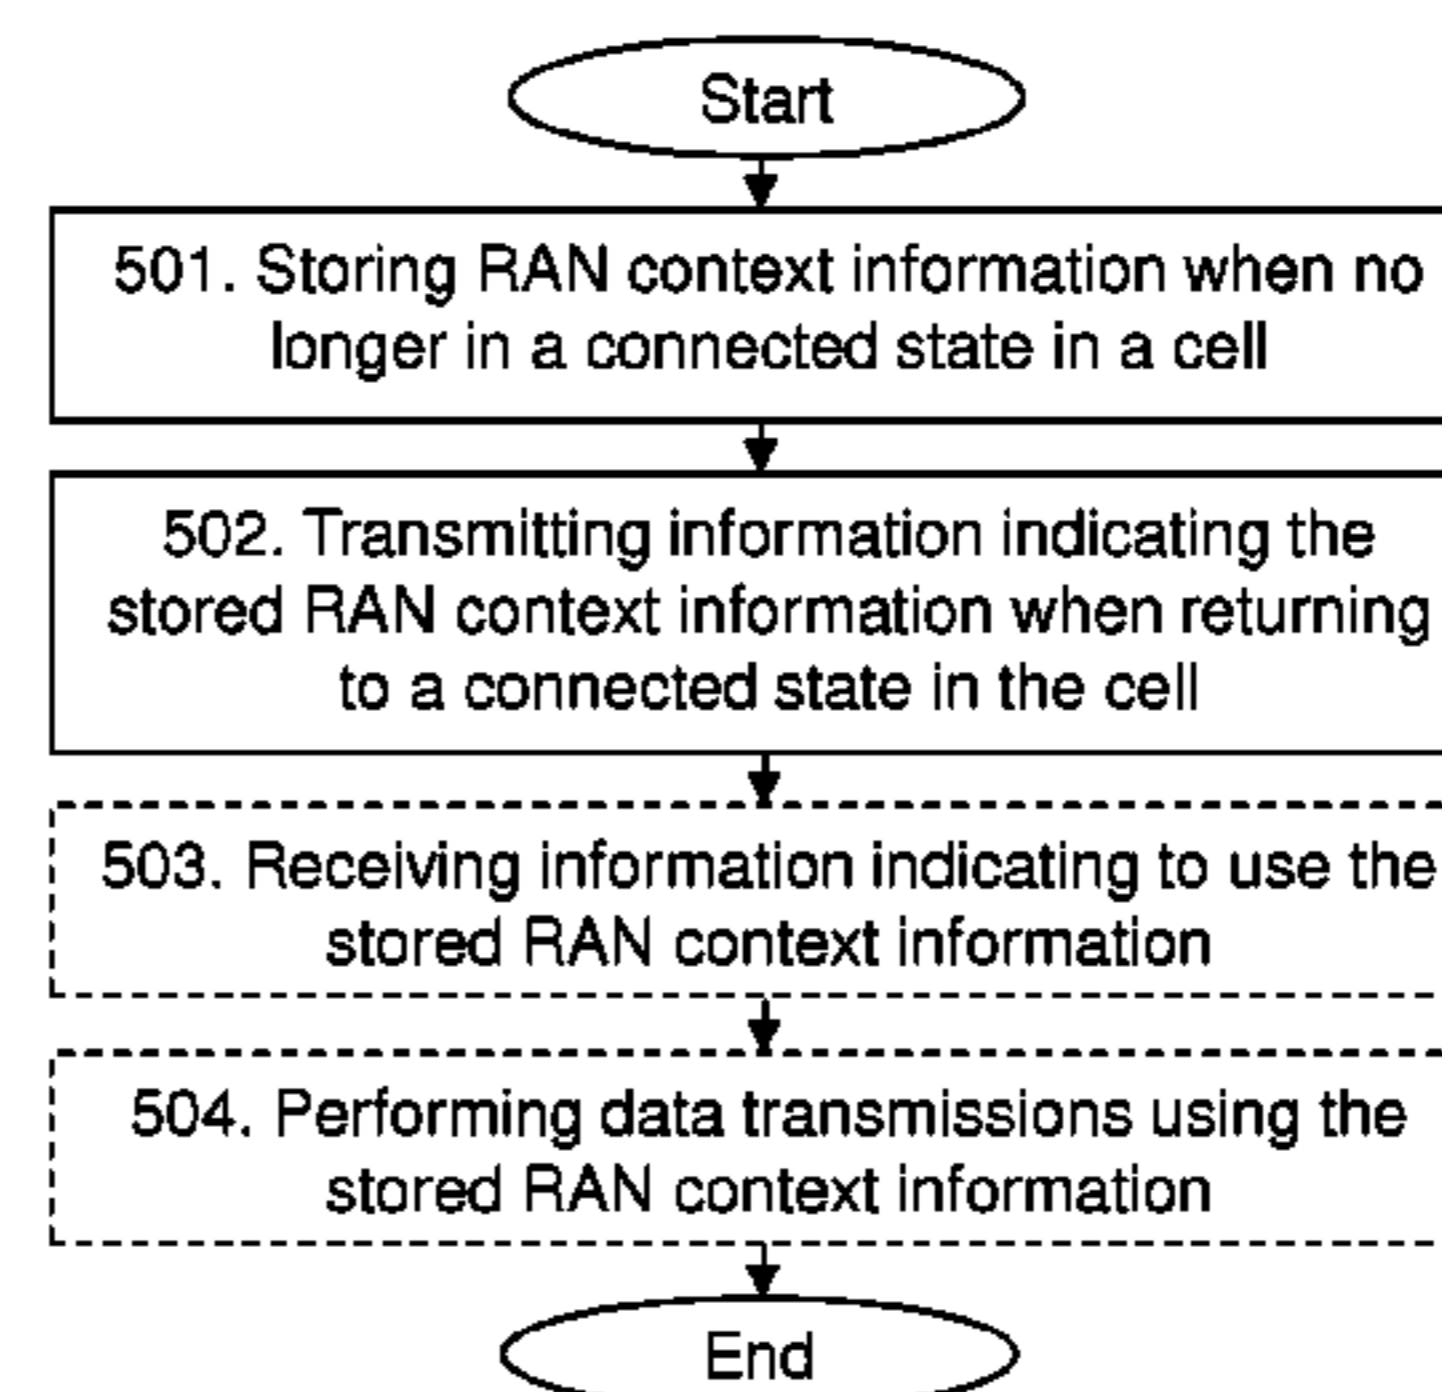 Start
501. Storing RAN context information when no
longer in a connected state in a cell
502. Transmitting information indicating the
stored RAN context information when returning
to a connected state in the cell
503. Receiving information indicating to use the
stored RAN context information
504. Performing data transmissions using the
stored RAN context information
End